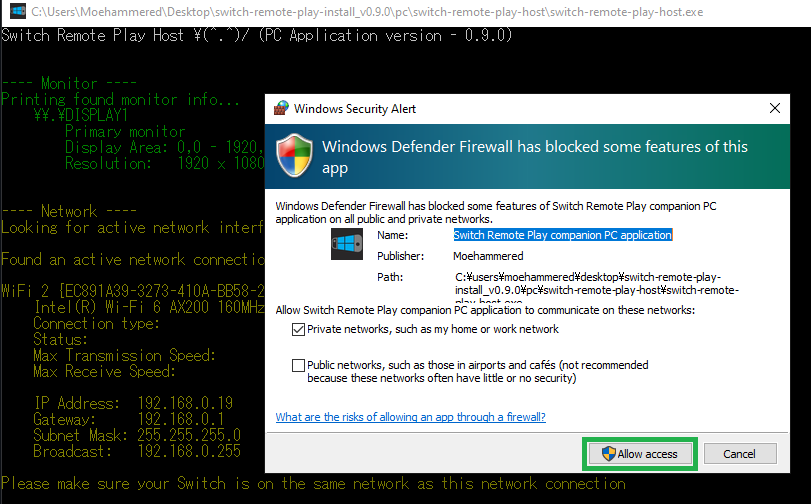 C:\Users\Moehammered\Desktop\switch-remote-play-install_v0.9.0\pc\switch-remote-play-host\switch-remote-play-host.exe
Switch Remote Play Host ¥(^.^)/ (PC Application version - 0.9.0)
---- Monitor ----
Printing found monitor info...
¥¥.¥DISPLAY1
Primary monitor
Display Area: 0,0 - 1920,
Resolution: 1920 x 1080
---- Network ----
Looking for active network interf
Found an active network connectio
WiFi 2 {EC891A39-3273-410A-BB58-2
Intel(R) Wi-Fi 6 AX200 160MHz
Connection type:
Status:
Max Transmission Speed:
Max Receive Speed:
IP Address: 192.168.0.19
Gateway: 192.168.0.1
Subnet Mask: 255.255.255.0
Broadcast: 192.168.0.255
Please make sure your Switch is on the same network as this network connection
Windows Security Alert
Windows Defender Firewall has blocked some features of this
app
Windows Defender Firewall has blocked some features of Switch Remote Play companion PC
application on all public and private networks.
Name: Switch Remote Play companion PC application
Publisher: Moehammered
Path: C:¥users¥moehammered¥desktop¥switch-remote-play-
install_v0.9.0¥pc¥switch-remote-play-host¥switch-remote-
play-host.exe
Allow Switch Remote Play companion PC application to communicate on these networks:
Private networks, such as my home or work network
Public networks, such as those in airports and cafés (not recommended
because these networks often have little or no security)
What are the risks of allowing an app through a firewall?
Allow access
Cancel